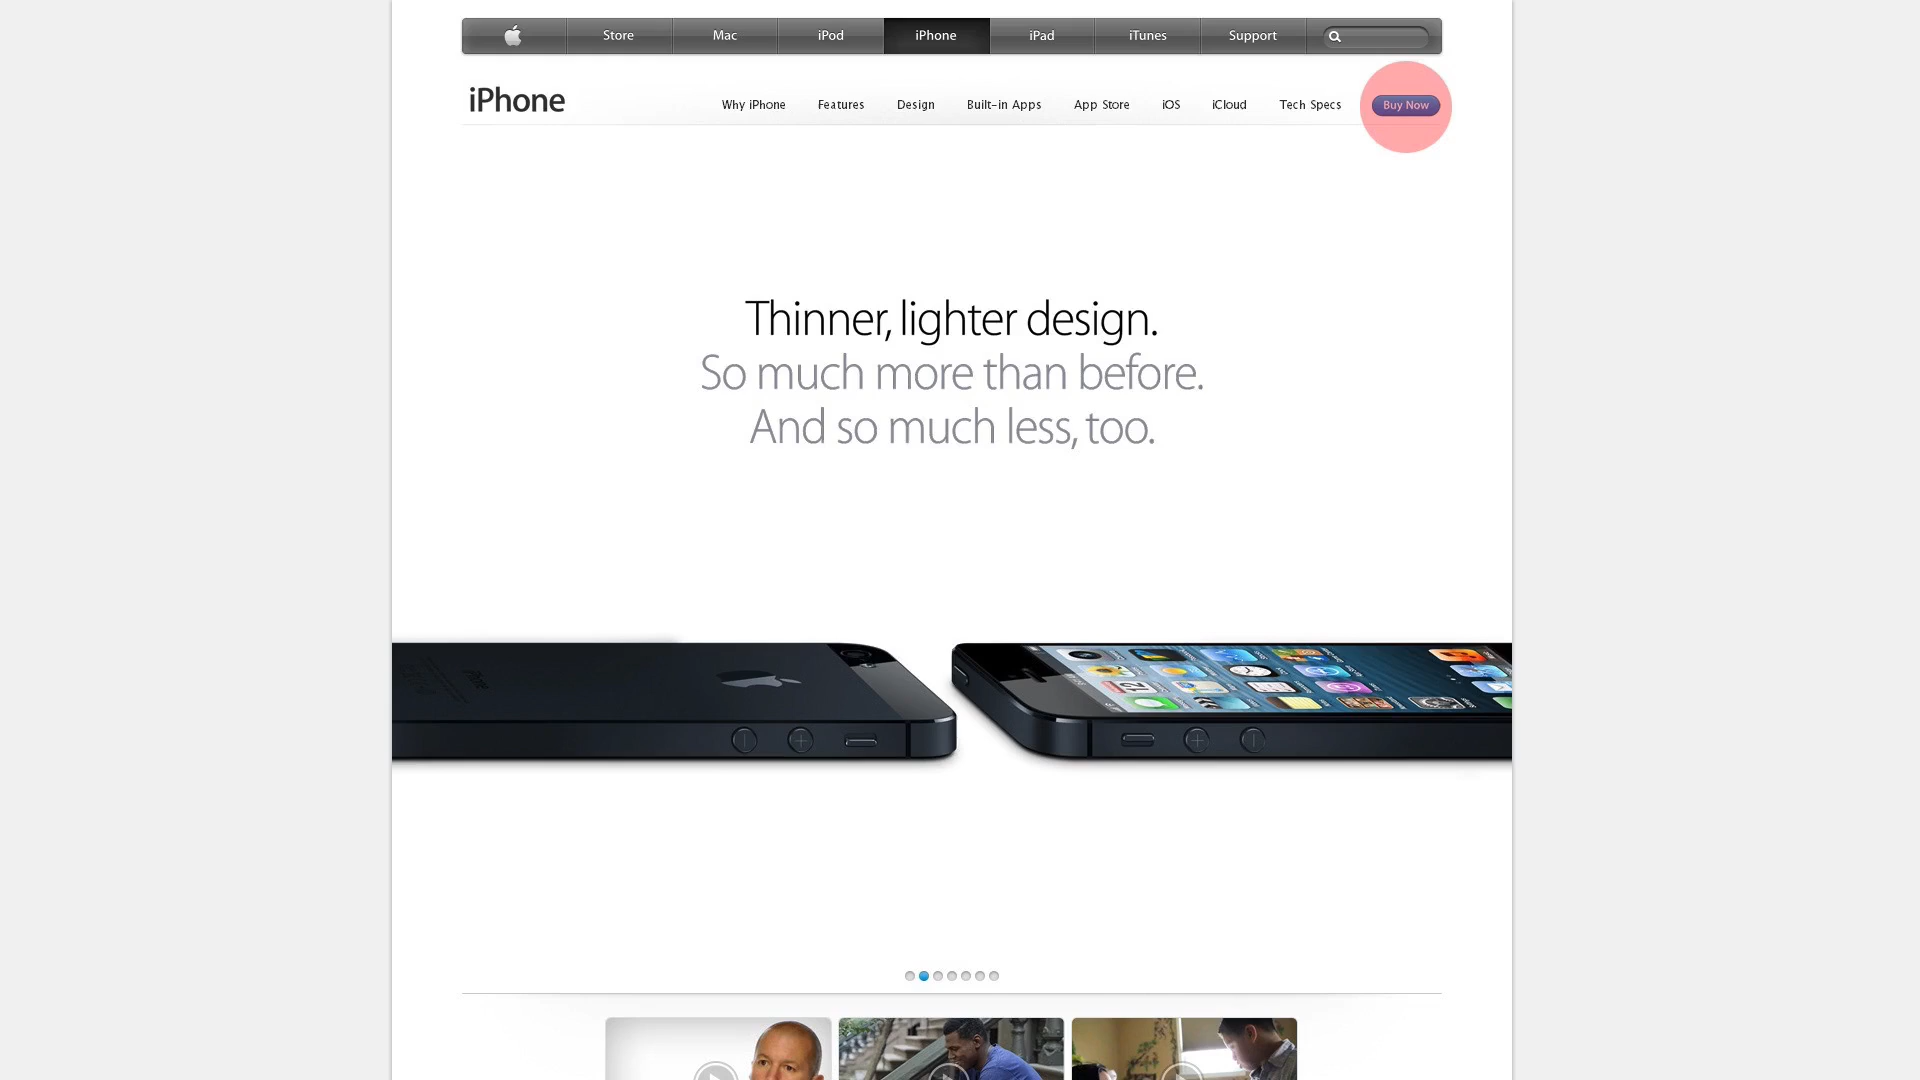 Store Mac iPod iPhone iPad iTunes Support
iPhone Why iPhone Features Design Built-in Apps App Store iOS iCloud Tech Specs Buy Now
Thinner, lighter design.
So much more than before.
And so much less, too.